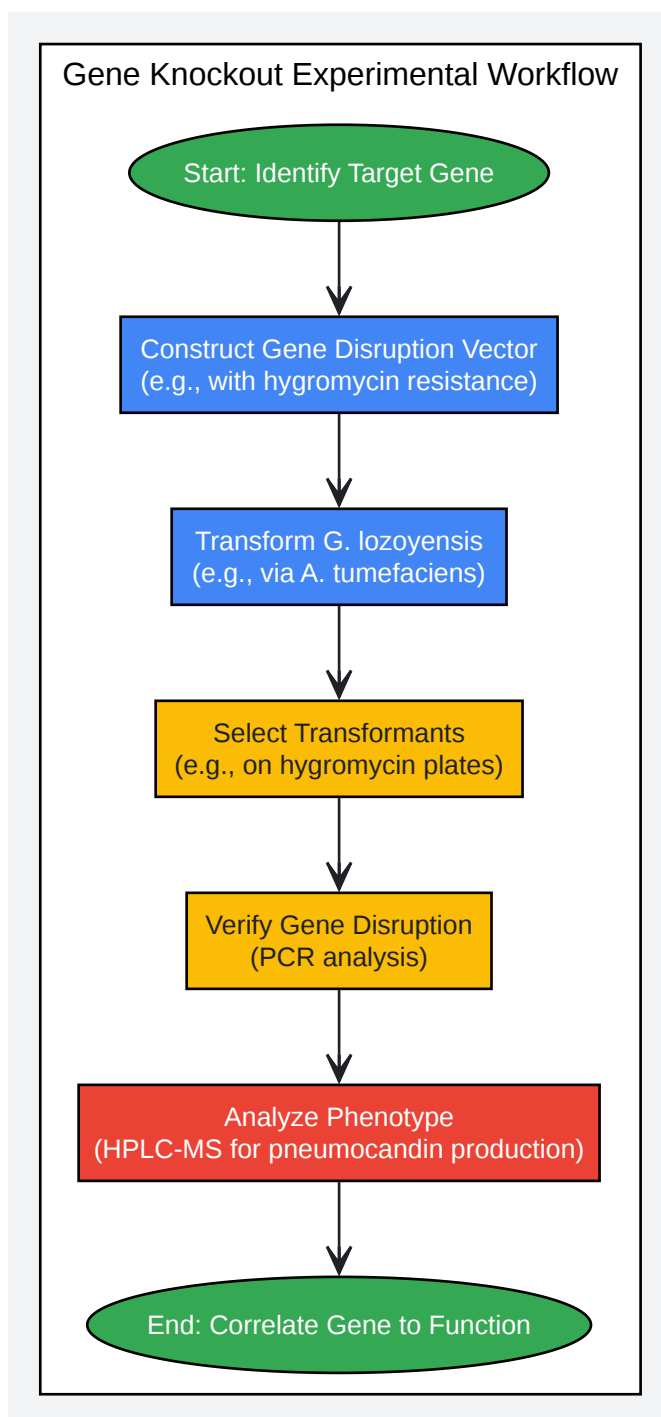 Gene Knockout Experimental Workflow
Start: Identify Target Gene
Construct Gene Disruption Vector
(e.g., with hygromycin resistance)
Transform G. lozoyensis
(e.g., via A. tumefaciens)
Select Transformants
(e.g., on hygromycin plates)
Verify Gene Disruption
(PCR analysis)
Analyze Phenotype
(HPLC-MS for pneumocandin production)
End: Correlate Gene to Function